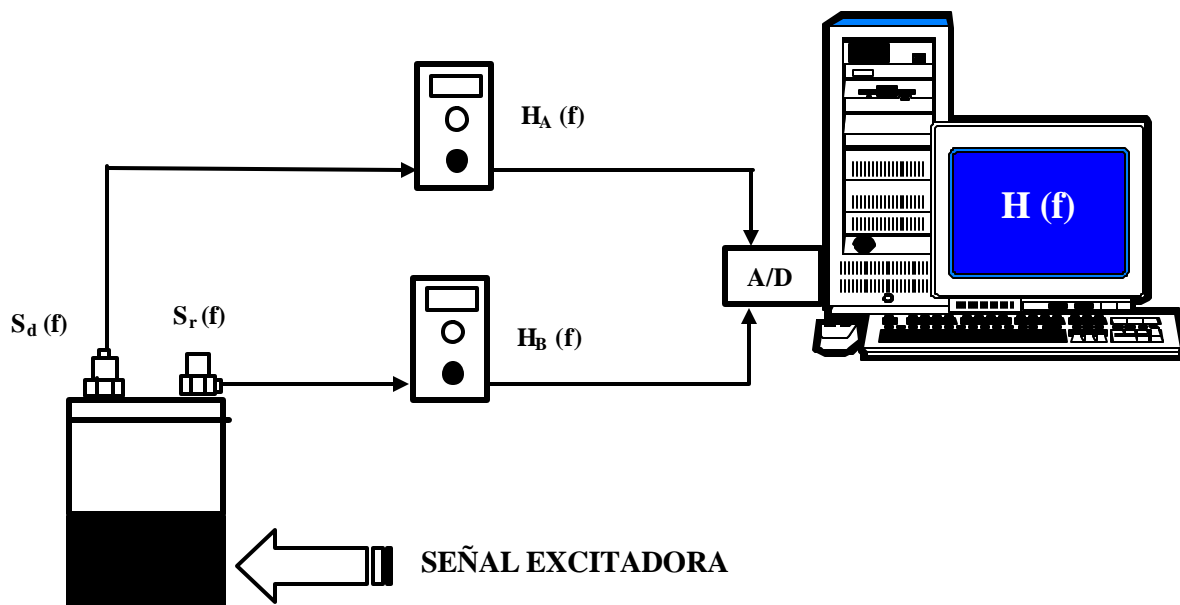 H_A (f)
H (f)
A/D
S_d (f)
S_r (f)
H_B (f)
SEÑAL EXCITADORA